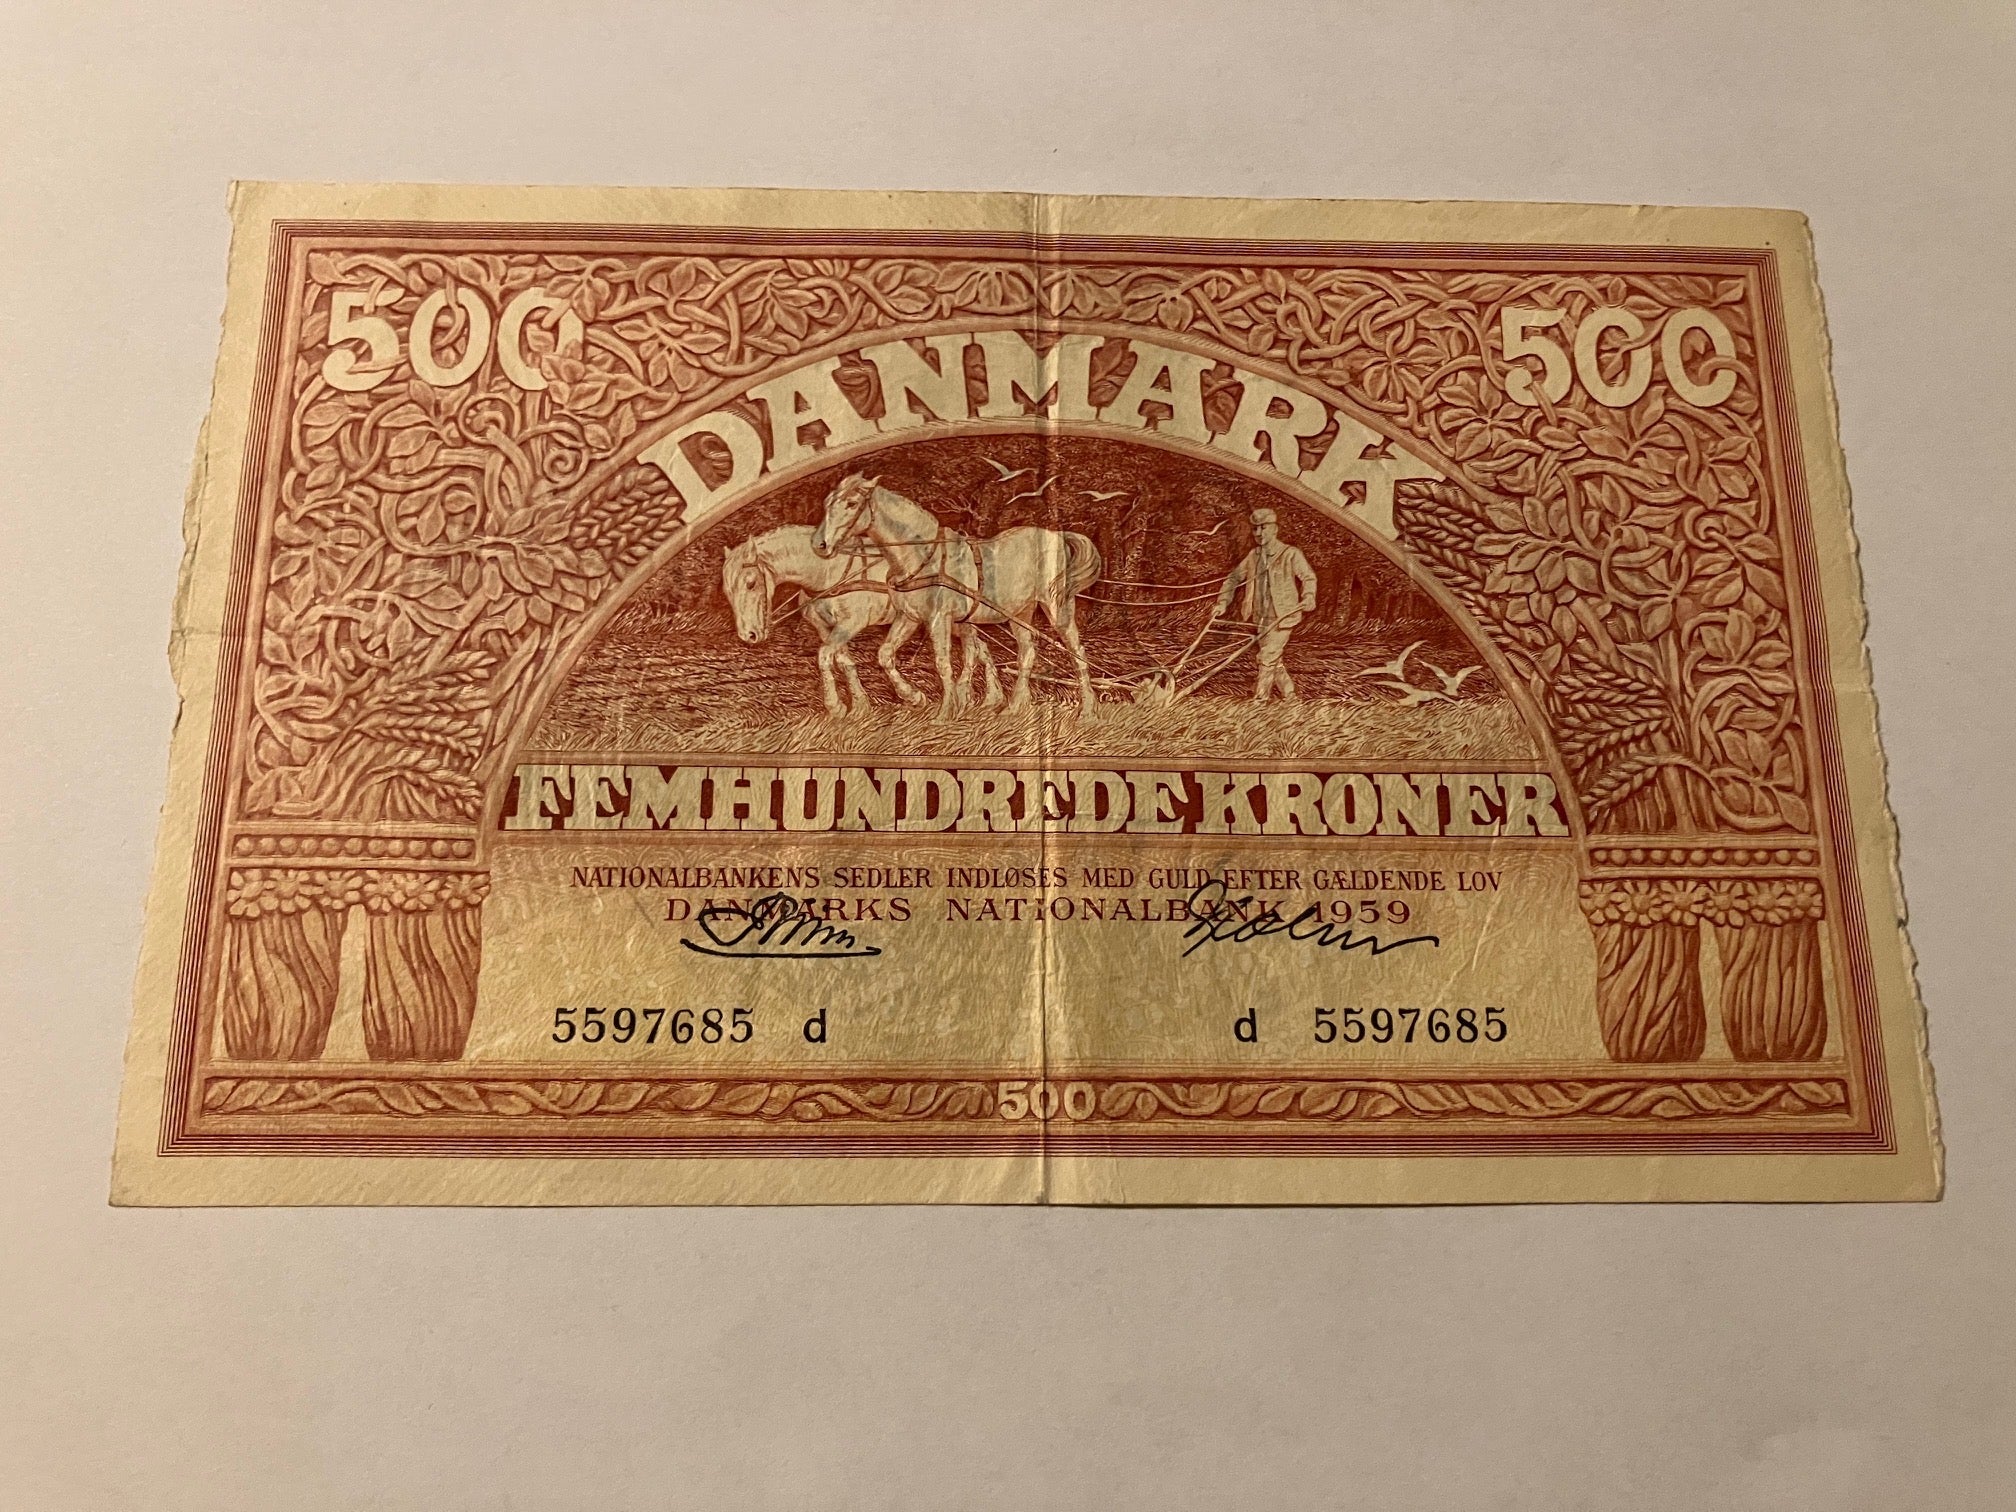 500 500
DANMARK
FEMHUNDREDE KRONER
NATIONALBANKENS SEDLER INDLØSES MED GULD EFTER GÆLDENDE LOV
DANMARKS NATIONALBANK 1959
5597685 d d 5597685
500